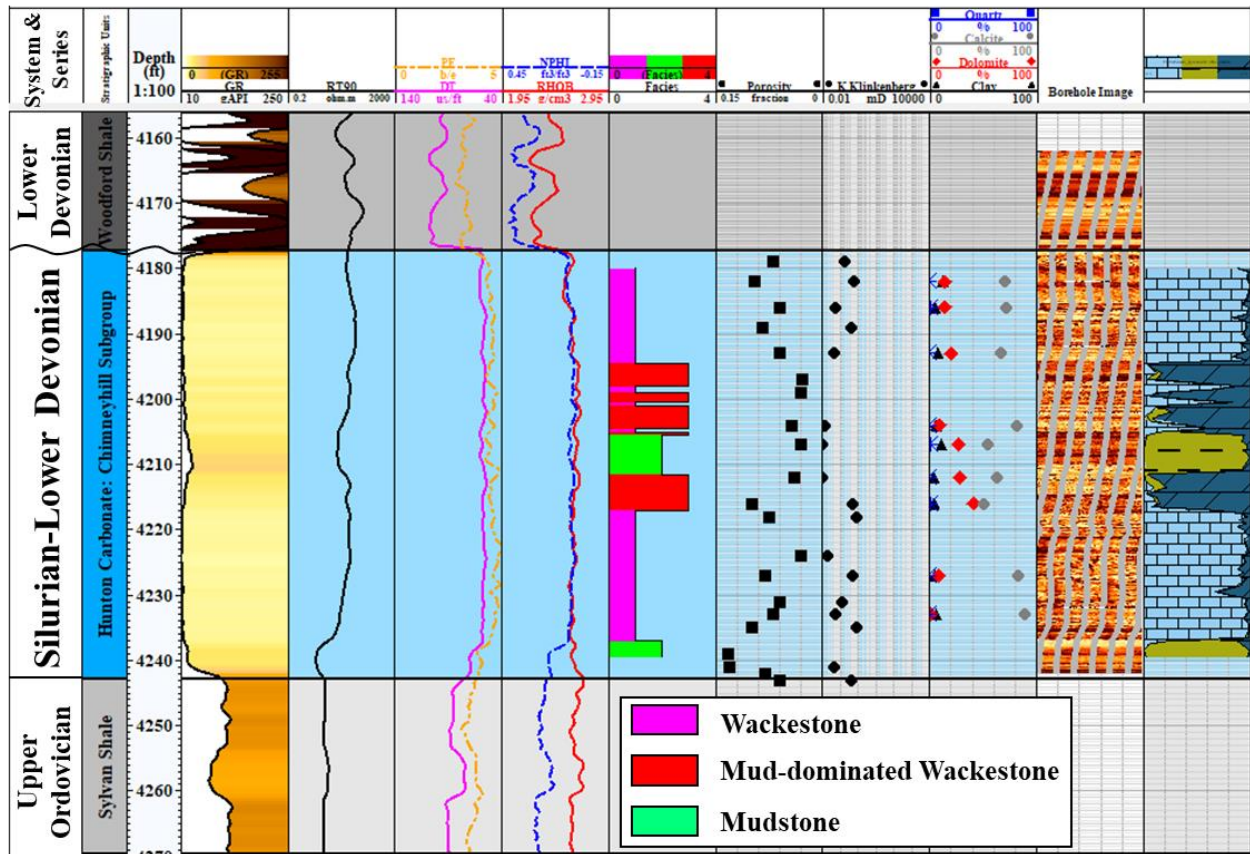 System &
Series
Stratigraphic Units
Depth
(ft)
1:100
0 (GR) 255
10 gAPI 250
RT90
0.2 ohm.m 2000
PE
0 b/e 5
DT
140 us/ft 40
NPHI
0.45 ft3/ft3 -0.15
RHOB
1.95 g/cm3 2.95
0 (Facies) 4
Facies
0 4
Porosity
0.15 fraction 0
K Klinkenberg
0.01 mD 10000
Quartz
0 % 100
Calcite
0 % 100
Dolomite
0 % 100
Clay
0 100
Borehole Image
Lower
Devonian
Woodford Shale
Silurian-Lower Devonian
Hunton Carbonate: Chimneyhill Subgroup
Upper
Ordovician
Sylvan Shale
4160
4170
4180
4190
4200
4210
4220
4230
4240
4250
4260
4270
Wackestone
Mud-dominated Wackestone
Mudstone